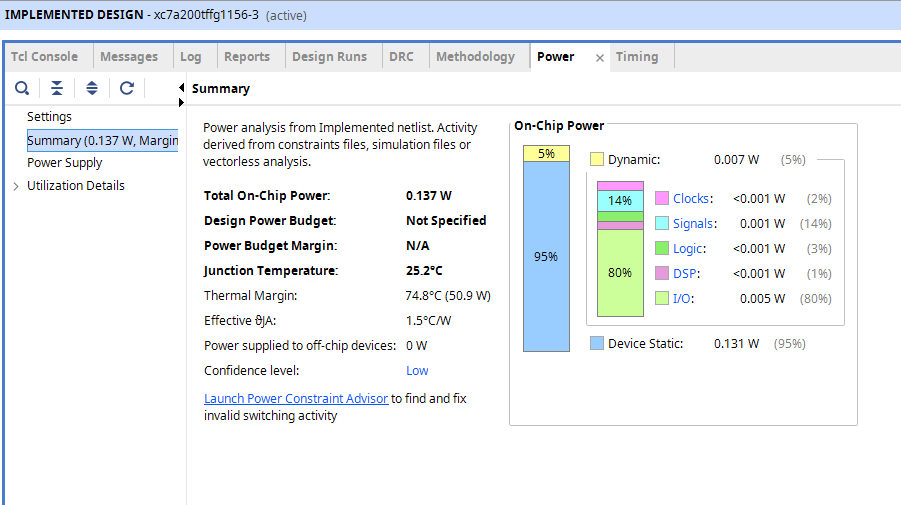 IMPLEMENTED DESIGN - xc7a200tffg1156-3 (active)
Tcl Console Messages Log Reports Design Runs DRC Methodology Power × Timing
Summary
Settings
Summary (0.137 W, Margin
Power Supply
Utilization Details
Power analysis from Implemented netlist. Activity
derived from constraints files, simulation files or
vectorless analysis.
Total On-Chip Power: 0.137 W
Design Power Budget: Not Specified
Power Budget Margin: N/A
Junction Temperature: 25.2°C
Thermal Margin: 74.8°C (50.9 W)
Effective ϑJA: 1.5°C/W
Power supplied to off-chip devices: 0 W
Confidence level: Low
Launch Power Constraint Advisor to find and fix
invalid switching activity
On-Chip Power
5%
95%
Dynamic: 0.007 W (5%)
14%
80%
Clocks: <0.001 W (2%)
Signals: 0.001 W (14%)
Logic: <0.001 W (3%)
DSP: <0.001 W (1%)
I/O: 0.005 W (80%)
Device Static: 0.131 W (95%)